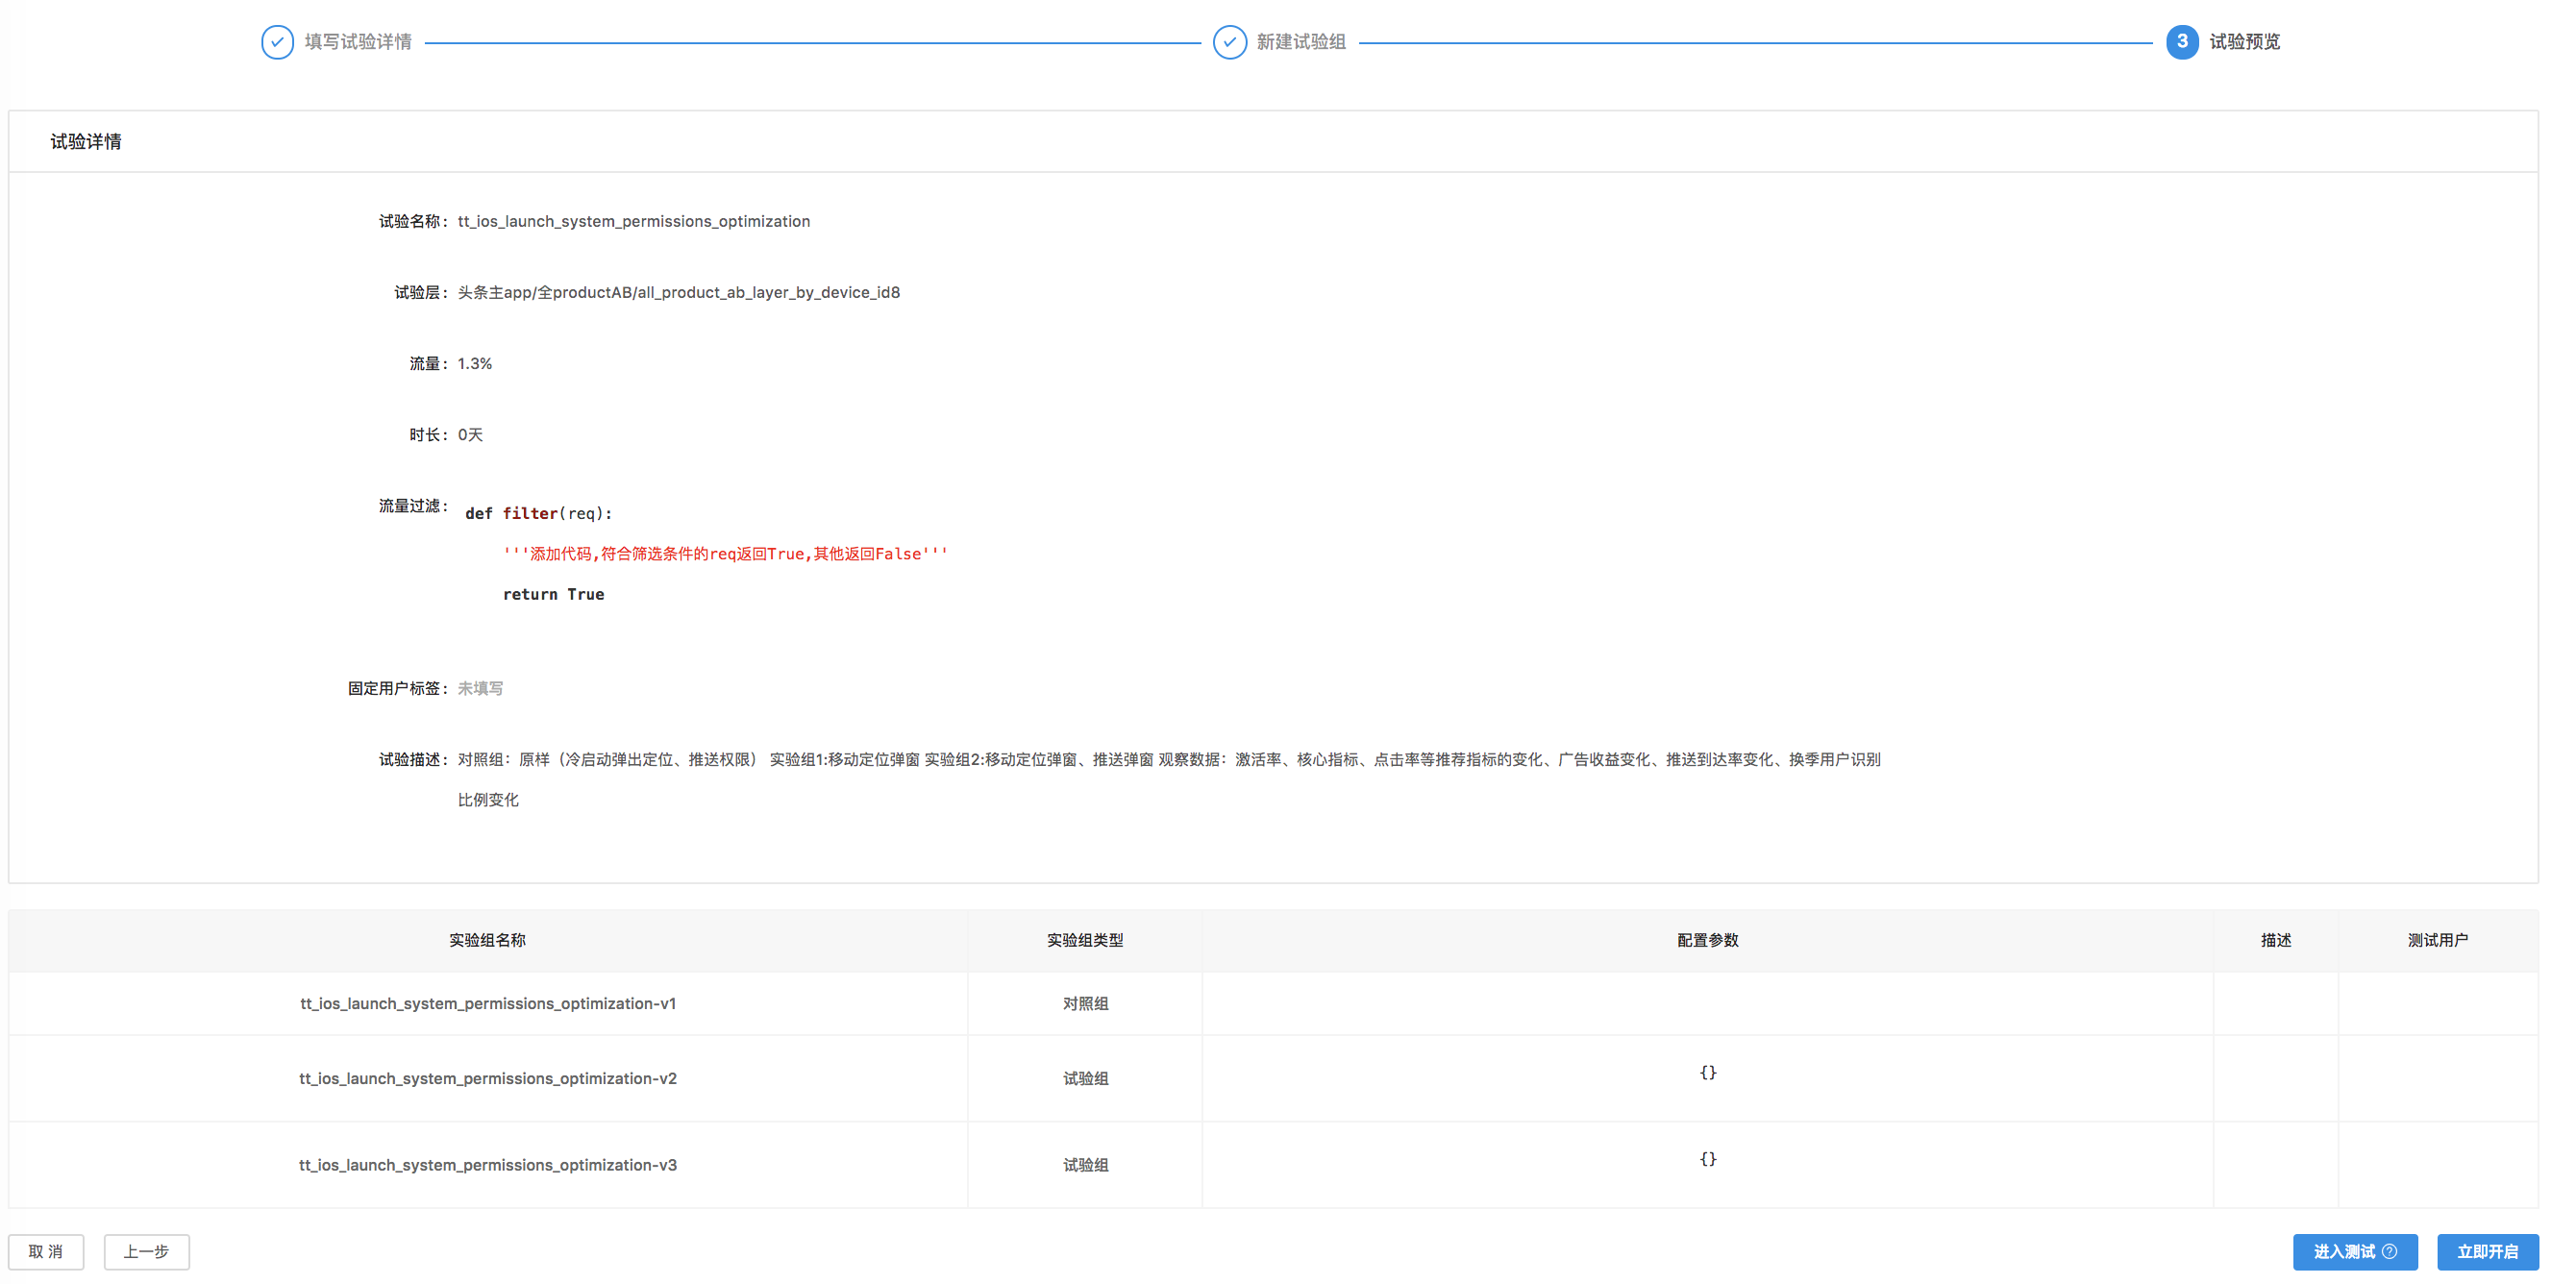 填写试验详情
新建试验组
3 试验预览
试验详情
试验名称： tt_ios_launch_system_permissions_optimization
试验层： 头条主app/全productAB/all_product_ab_layer_by_device_id8
流量： 1.3%
时长： 0天
流量过滤： def filter(req):
'''添加代码,符合筛选条件的req返回True,其他返回False'''
return True
固定用户标签： 未填写
试验描述： 对照组：原样（冷启动弹出定位、推送权限） 实验组1:移动定位弹窗 实验组2:移动定位弹窗、推送弹窗 观察数据：激活率、核心指标、点击率等推荐指标的变化、广告收益变化、推送到达率变化、换季用户识别
比例变化
实验组名称 实验组类型 配置参数 描述 测试用户
tt_ios_launch_system_permissions_optimization-v1 对照组
tt_ios_launch_system_permissions_optimization-v2 试验组 {}
tt_ios_launch_system_permissions_optimization-v3 试验组 {}
取 消 上一步 进入测试 ? 立即开启